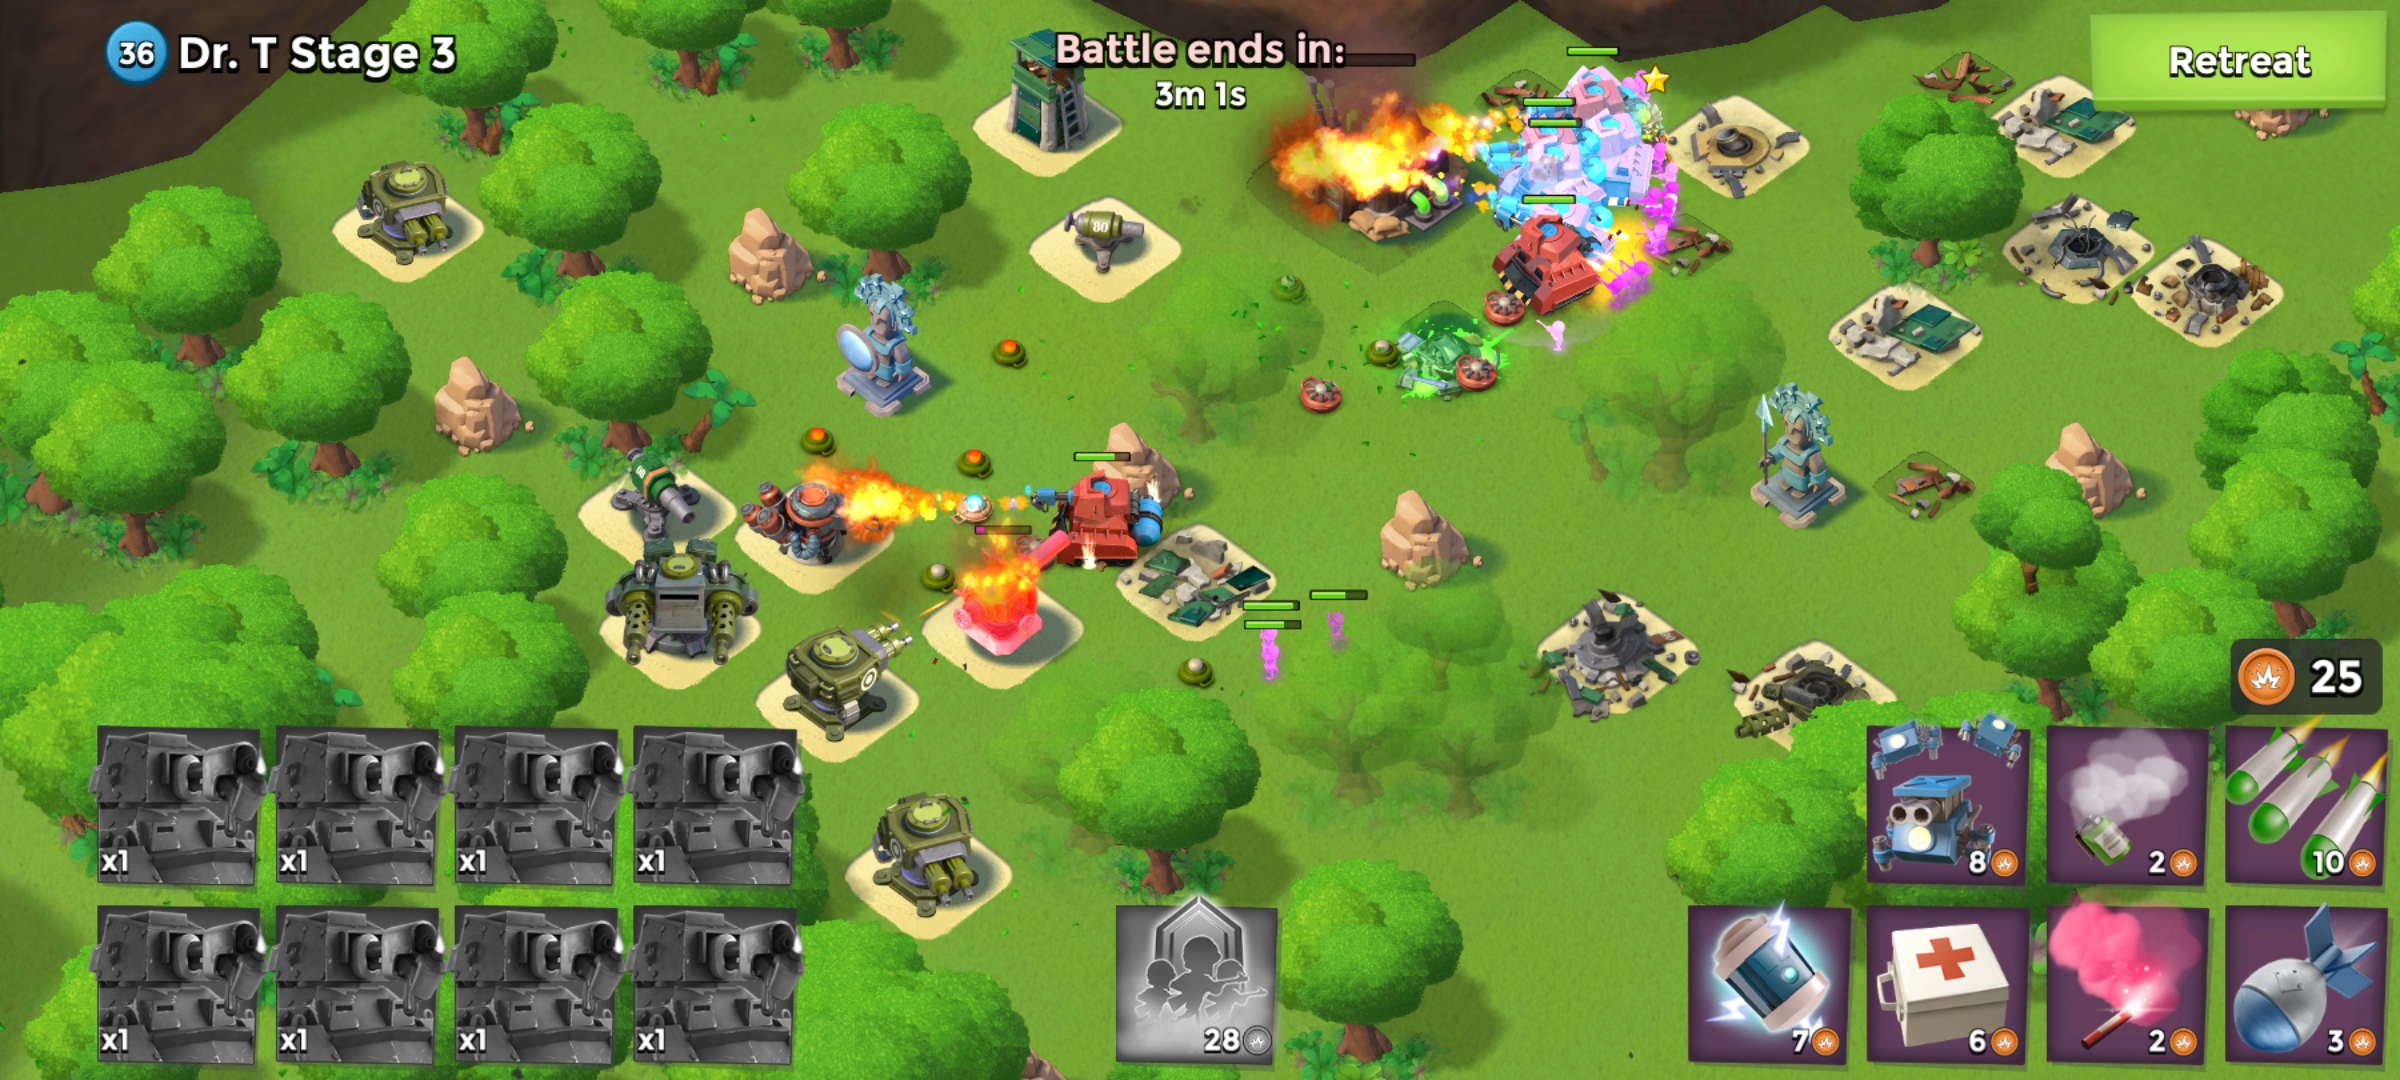 36 Dr. T Stage 3
Battle ends in:
3m 1s
Retreat
80
25
x1 x1 x1 x1
8 2 10
x1 x1 x1 x1
28
7 6 2 3